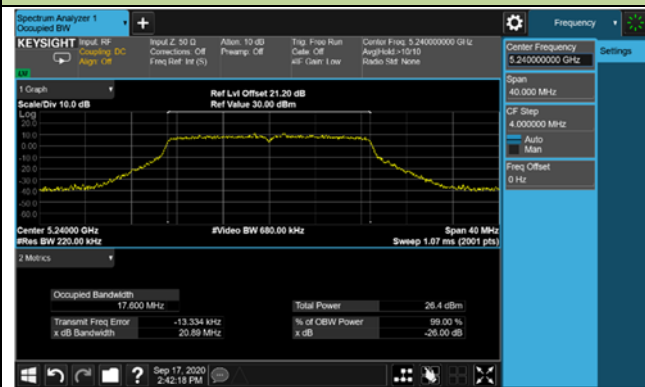 Spectrum Analyzer 1
Occupied BW
+
Frequency
KEYSIGHT
Input: RF
Coupling: DC
Align: Off
Input Z: 50 Ω
Corrections: Off
Freq Ref: Int (S)
Atten: 10 dB
Preamp: Off
Trig: Free Run
Gate: Off
#IF Gain: Low
Center Freq: 5.240000000 GHz
Avg|Hold:>10/10
Radio Std: None
Center Frequency
5.240000000 GHz
Settings
Span
40.000 MHz
CF Step
4.000000 MHz
Auto
Man
Freq Offset
0 Hz
1 Graph
Scale/Div 10.0 dB
Ref Lvl Offset 21.20 dB
Ref Value 30.00 dBm
Log
20.0
10.0
0.00
-10.0
-20.0
-30.0
-40.0
-50.0
-60.0
Center 5.24000 GHz
#Res BW 220.00 kHz
#Video BW 680.00 kHz
Span 40 MHz
Sweep 1.07 ms (2001 pts)
2 Metrics
Occupied Bandwidth
17.600 MHz
Total Power 26.4 dBm
Transmit Freq Error -13.334 kHz
% of OBW Power 99.00 %
x dB Bandwidth 20.89 MHz
x dB -26.00 dB
?
Sep 17, 2020
2:42:18 PM